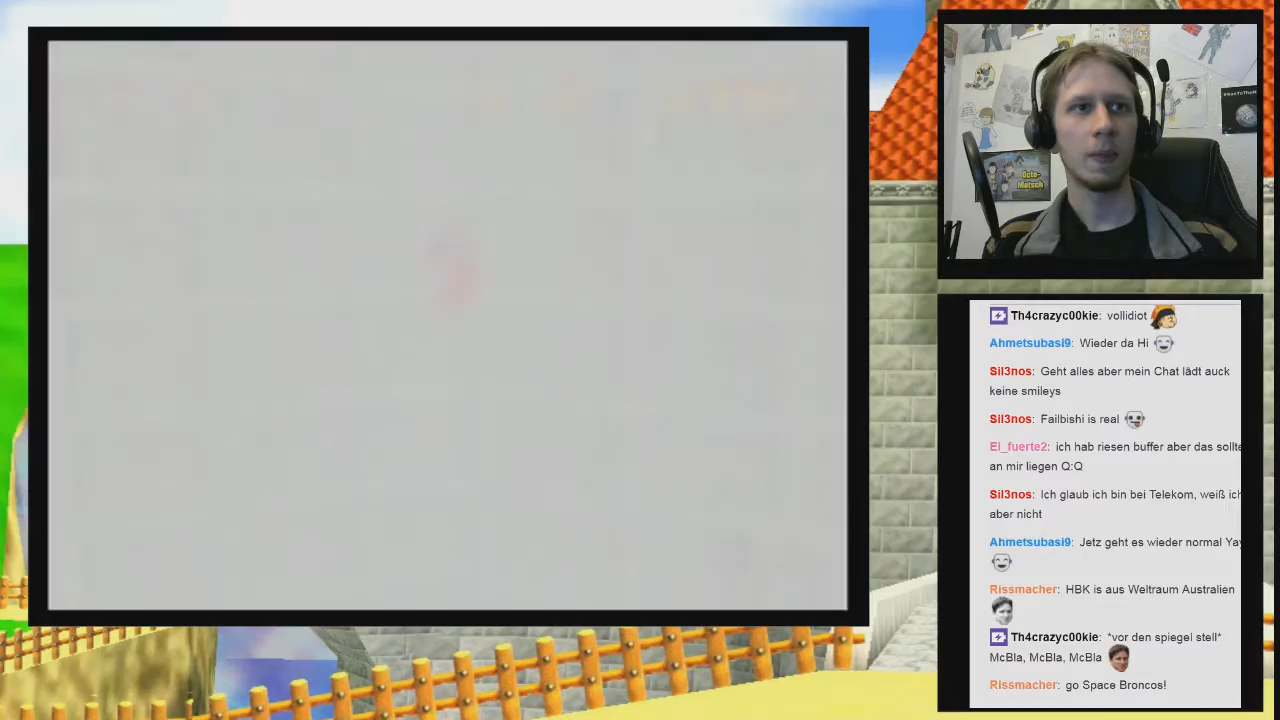 Octo-
Matsch
Th4crazyc00kie: vollidiot
Ahmetsubasi9: Wieder da Hi
Sil3nos: Geht alles aber mein Chat lädt auck
keine smileys
Sil3nos: Failbishi is real
El_fuerte2: ich hab riesen buffer aber das sollte
an mir liegen Q:Q
Sil3nos: Ich glaub ich bin bei Telekom, weiß ich
aber nicht
Ahmetsubasi9: Jetz geht es wieder normal Yay
Rissmacher: HBK is aus Weltraum Australien
Th4crazyc00kie: *vor den spiegel stell*
McBla, McBla, McBla
Rissmacher: go Space Broncos!